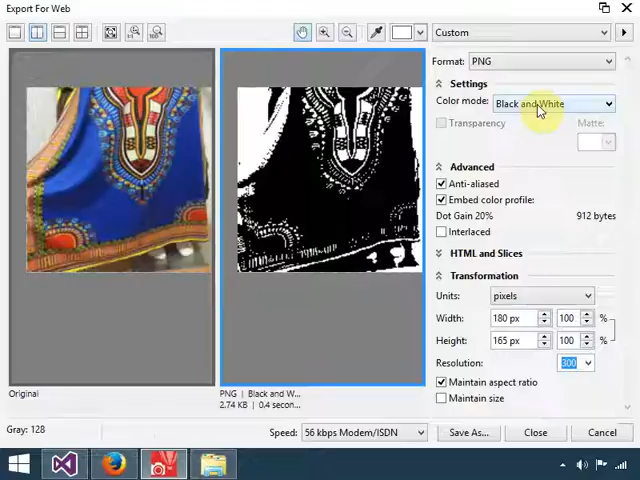 Export For Web
Custom
Format: PNG
Settings
Color mode: Black and White
Transparency Matte:
Advanced
Anti-aliased
Embed color profile:
Dot Gain 20% 912 bytes
Interlaced
HTML and Slices
Transformation
Units: pixels
Width: 180 px 100 %
Height: 165 px 100 %
Resolution: 300
Maintain aspect ratio
Maintain size
Original
PNG | Black and W...
2.74 KB | 0.4 secon...
Gray: 128
Speed: 56 kbps Modem/ISDN
Save As... Close Cancel